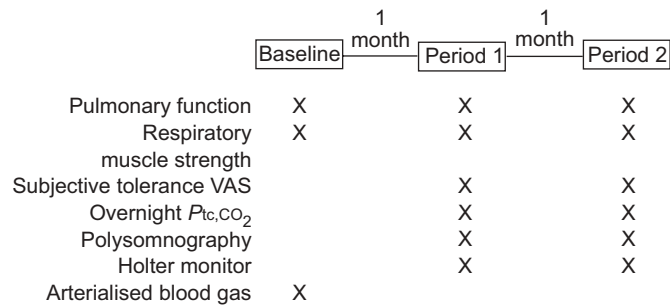 1 month 1 month
Baseline Period 1 Period 2
Pulmonary function X X X
Respiratory X X X
muscle strength
Subjective tolerance VAS X X
Overnight Ptc,CO2 X X
Polysomnography X X
Holter monitor X X
Arterialised blood gas X